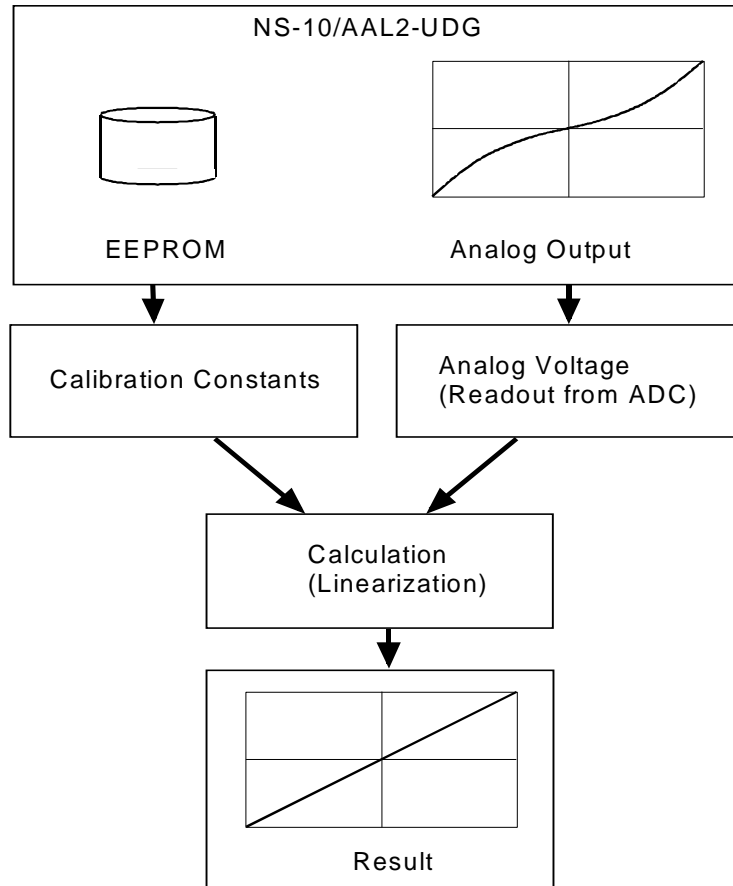 NS-10/AAL2-UDG
EEPROM
Analog Output
Calibration Constants
Analog Voltage
(Readout from ADC)
Calculation
(Linearization)
Result